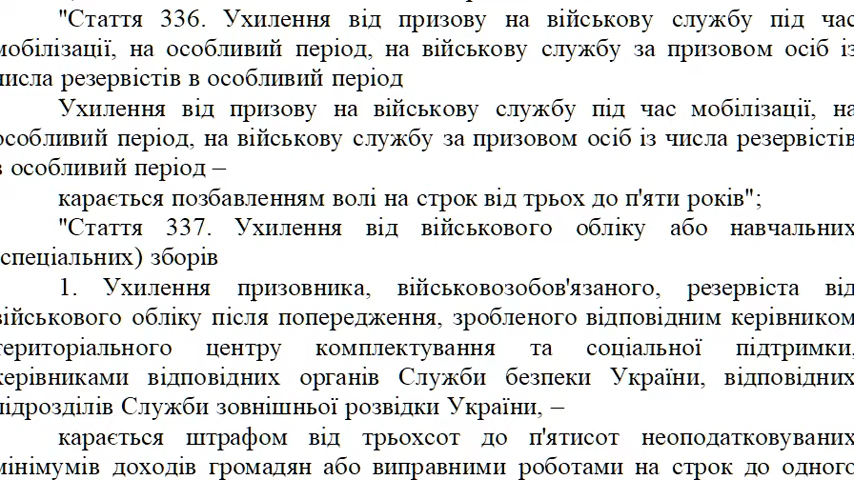 "Стаття 336. Ухилення від призову на військову службу під час
мобілізації, на особливий період, на військову службу за призовом осіб із
числа резервістів в особливий період
Ухилення від призову на військову службу під час мобілізації, на
особливий період, на військову службу за призовом осіб із числа резервістів
в особливий період –
карається позбавленням волі на строк від трьох до п'яти років";
"Стаття 337. Ухилення від військового обліку або навчальних
(спеціальних) зборів
1. Ухилення призовника, військовозобов'язаного, резервіста від
військового обліку після попередження, зробленого відповідним керівником
територіального центру комплектування та соціальної підтримки,
керівниками відповідних органів Служби безпеки України, відповідних
підрозділів Служби зовнішньої розвідки України, –
карається штрафом від трьохсот до п'ятисот неоподатковуваних
мінімумів доходів громадян або виправними роботами на строк до одного